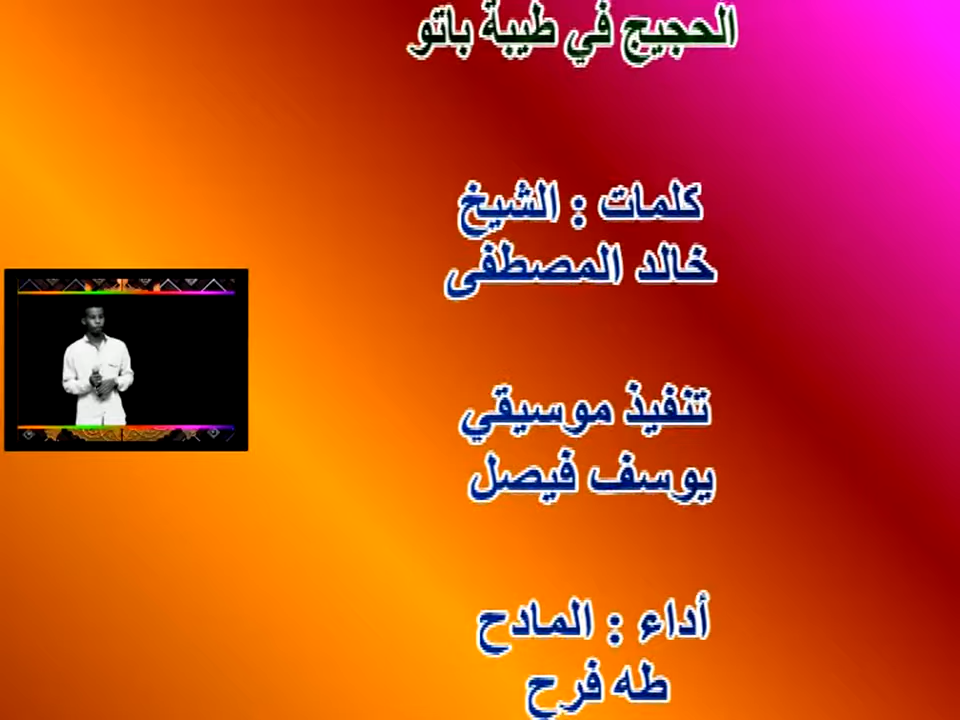 الحجيج في طيبة باتو
كلمات : الشيخ
خالد المصطفى
تنفيذ موسيقي
يوسف فيصل
أداء : المادح
طه فرح